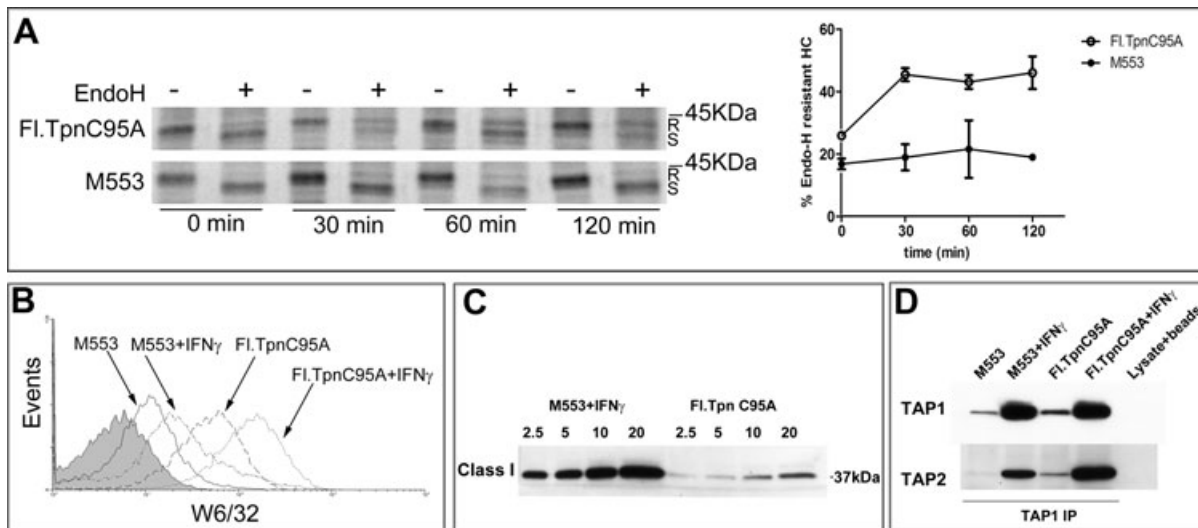 A
EndoH - + - + - + - +
Fl.TpnC95A
45KDa
R
S
M553
45KDa
R
S
0 min 30 min 60 min 120 min
% Endo-H resistant HC
60
40
20
0
0 30 60 120
time (min)
Fl.TpnC95A
M553
B
M553 M553+IFNγ Fl.TpnC95A
Fl.TpnC95A+IFNγ
Events
W6/32
C
M553+IFNγ Fl.Tpn C95A
2.5 5 10 20 2.5 5 10 20
Class I
-37kDa
D
M553
M553+IFNγ
Fl.TpnC95A
Fl.TpnC95A+IFNγ
Lysate+beads
TAP1
TAP2
TAP1 IP